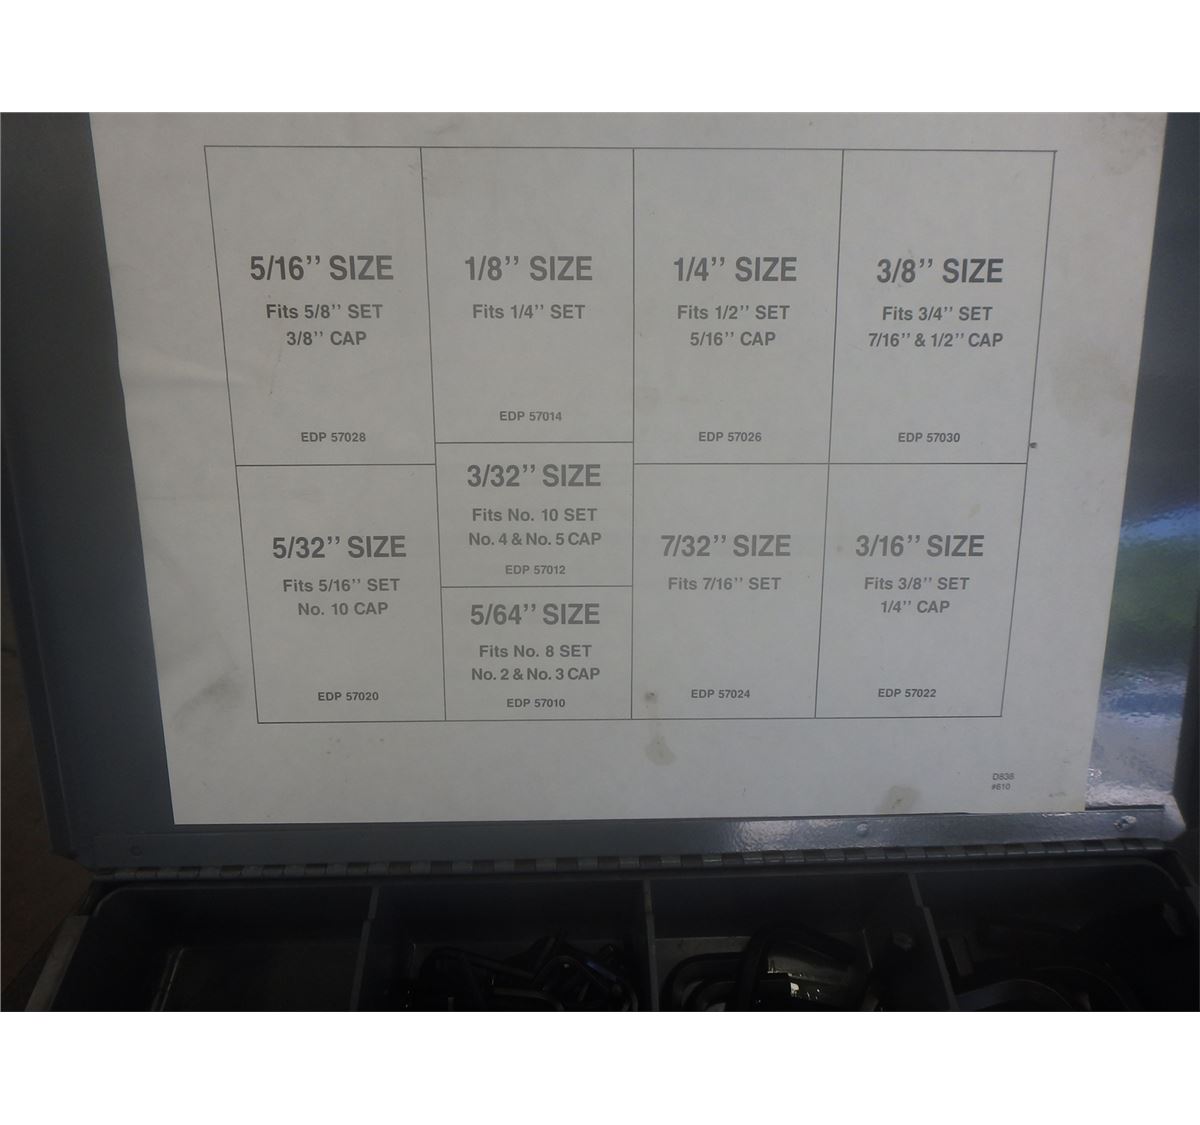 5/16" SIZE
Fits 5/8" SET
3/8" CAP
EDP 57028
1/8" SIZE
Fits 1/4" SET
EDP 57014
1/4" SIZE
Fits 1/2" SET
5/16" CAP
EDP 57026
3/8" SIZE
Fits 3/4" SET
7/16" & 1/2" CAP
EDP 57030
5/32" SIZE
Fits 5/16" SET
No. 10 CAP
EDP 57020
3/32" SIZE
Fits No. 10 SET
No. 4 & No. 5 CAP
EDP 57012
5/64" SIZE
Fits No. 8 SET
No. 2 & No. 3 CAP
EDP 57010
7/32" SIZE
Fits 7/16" SET
EDP 57024
3/16" SIZE
Fits 3/8" SET
1/4" CAP
EDP 57022
D838
#610